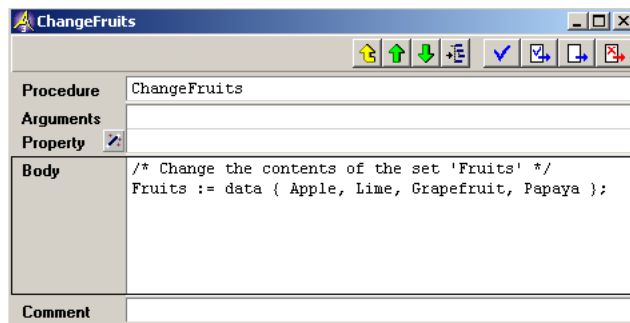 ChangeFruits
Procedure ChangeFruits
Arguments
Property
Body /* Change the contents of the set 'Fruits' */
Fruits := data { Apple, Lime, Grapefruit, Papaya };
Comment